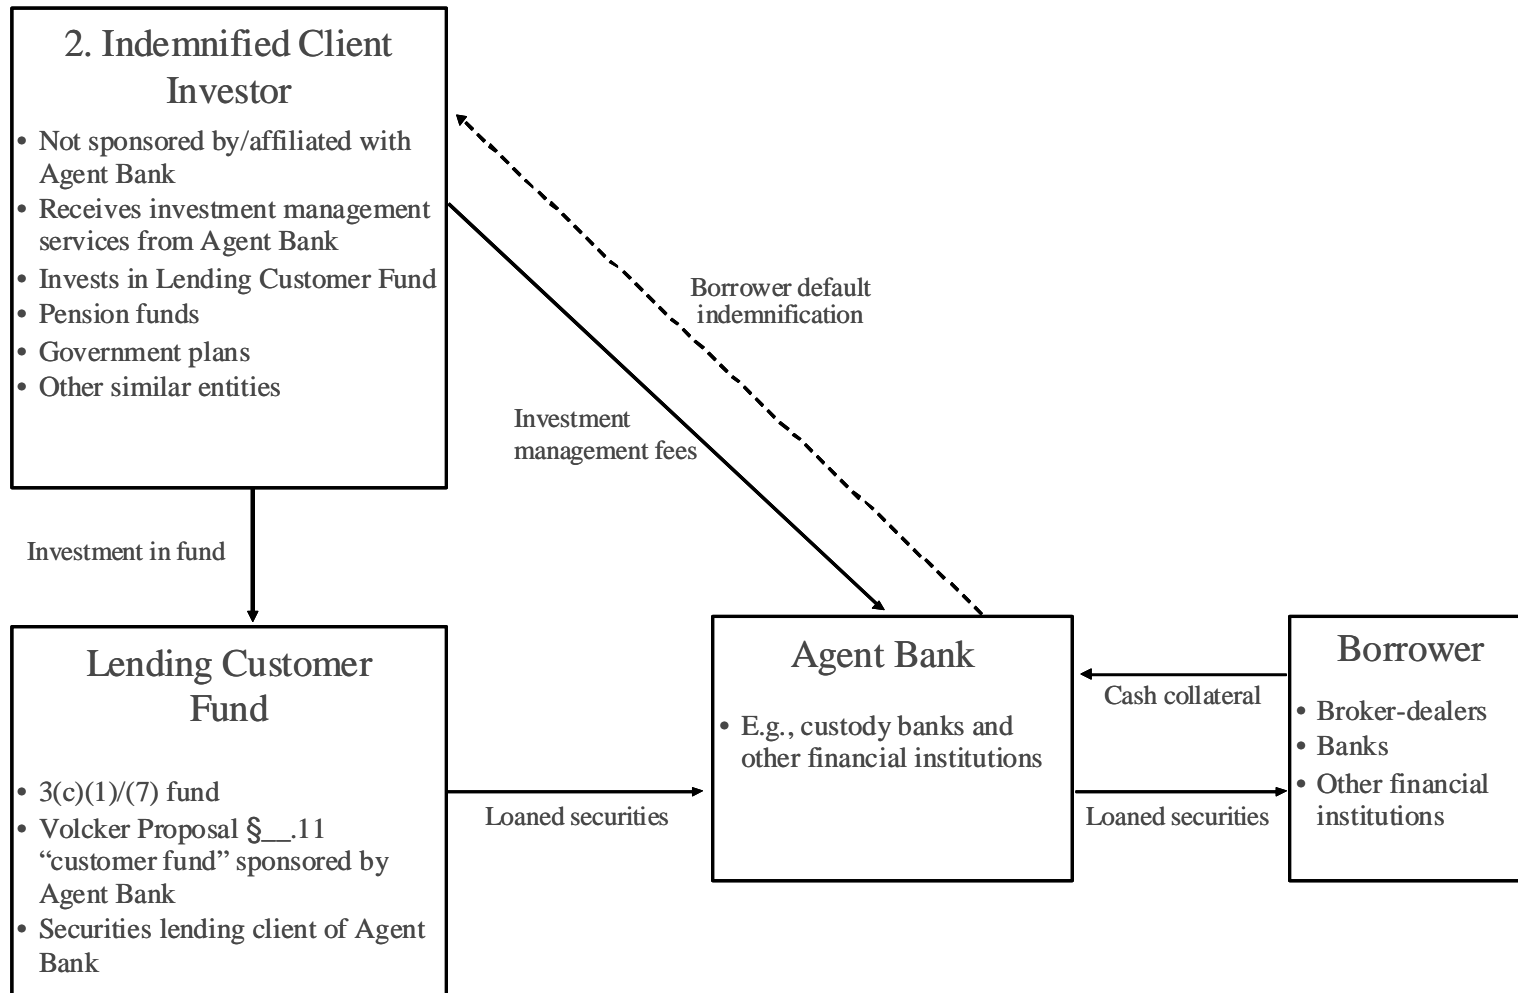 2. Indemnified Client
Investor
• Not sponsored by/affiliated with
Agent Bank
• Receives investment management
services from Agent Bank
• Invests in Lending Customer Fund
• Pension funds
• Government plans
• Other similar entities
Borrower default
indemnification
Investment
management fees
Investment in fund
Lending Customer
Fund
• 3(c)(1)/(7) fund
• Volcker Proposal §__.11
“customer fund” sponsored by
Agent Bank
• Securities lending client of Agent
Bank
Loaned securities
Agent Bank
• E.g., custody banks and
other financial institutions
Cash collateral
Loaned securities
Borrower
• Broker-dealers
• Banks
• Other financial
institutions